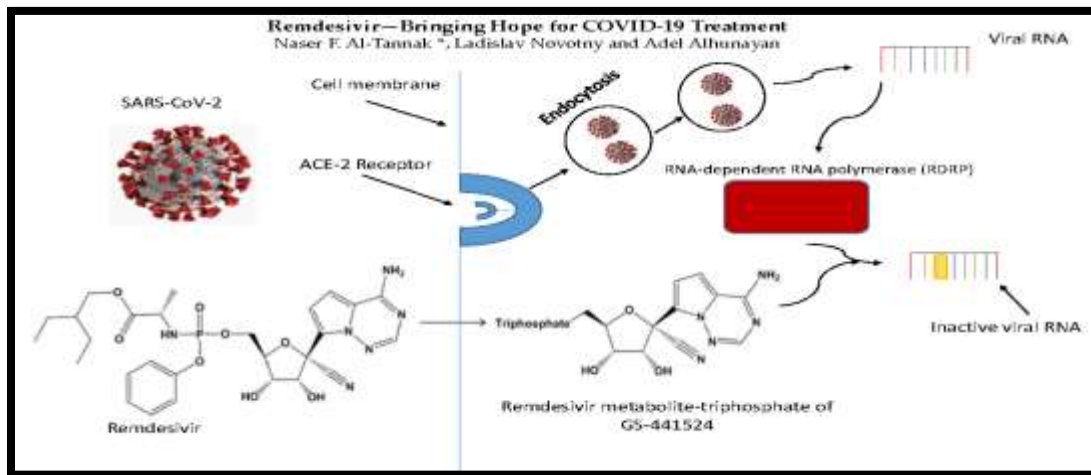 Remdesivir—Bringing Hope for COVID-19 Treatment
Naser F. Al-Tannak *, Ladislav Novotny and Adel Alhunayan
Viral RNA
Cell membrane
SARS-CoV-2
Endocytosis
ACE-2 Receptor
RNA-dependent RNA polymerase (RDRP)
NH₂
O
O
O
HN
P
O
O
O
N
N
N
N
HO
OH
Remdesivir
Triphosphate
NH₂
O
N
N
N
N
HO
OH
Remdesivir metabolite-triphosphate of
GS-441524
Inactive viral RNA